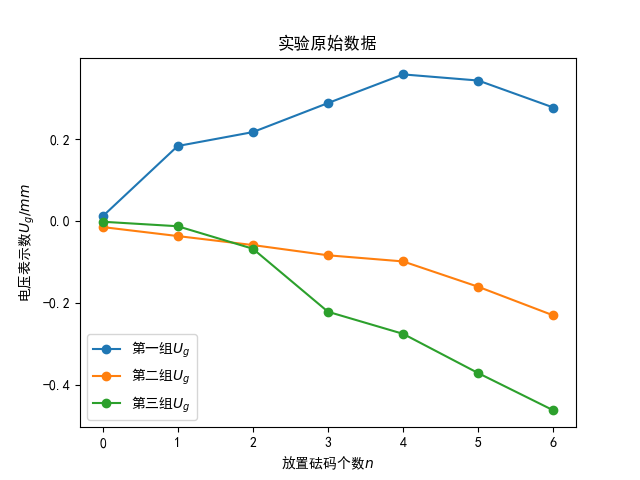 实验原始数据
电压表示数U_g/mm
0.2
0.0
−0.2
−0.4
第一组U_g
第二组U_g
第三组U_g
0 1 2 3 4 5 6
放置砝码个数n